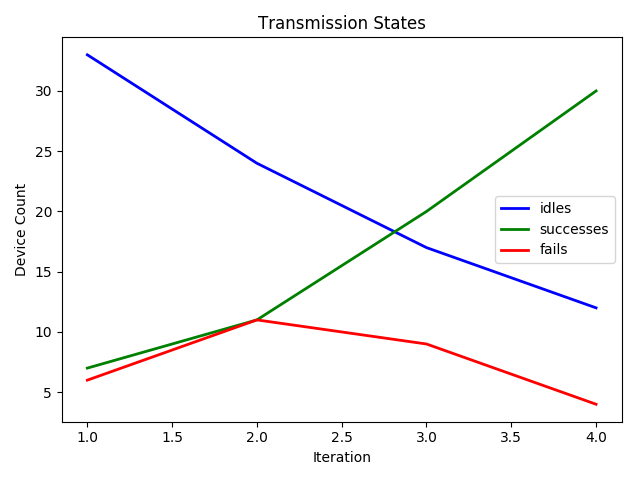 Transmission States
Device Count
30
25
20
15
10
5
idles
successes
fails
1.0 1.5 2.0 2.5 3.0 3.5 4.0
Iteration